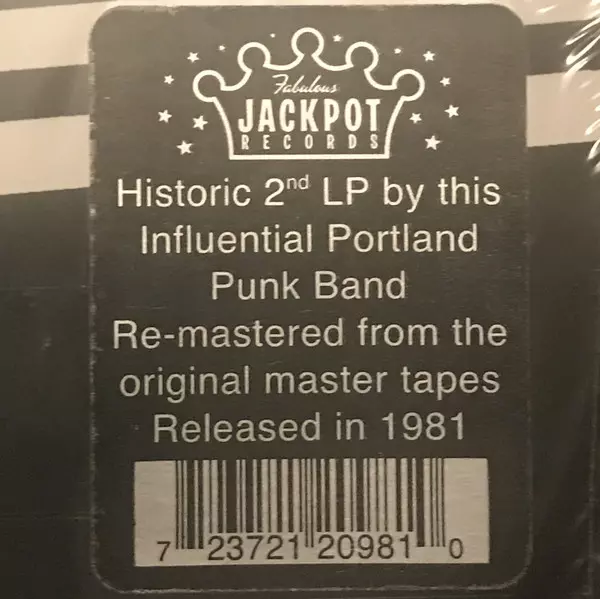 Fabulous
JACKPOT
RECORDS
Historic 2nd LP by this
Influential Portland
Punk Band
Re-mastered from the
original master tapes
Released in 1981
7 23721 20981 0